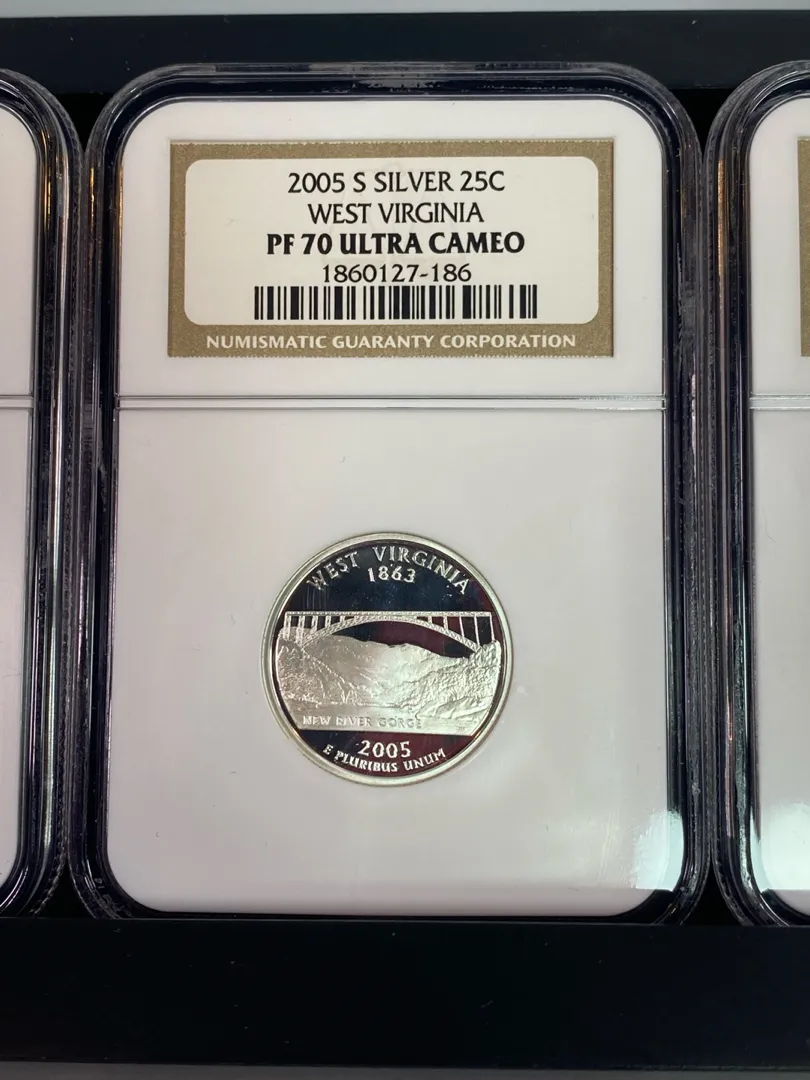 2005 S SILVER 25C
WEST VIRGINIA
PF 70 ULTRA CAMEO
1860127-186
NUMISMATIC GUARANTY CORPORATION
WEST VIRGINIA
1863
NEW RIVER GORGE
2005
E PLURIBUS UNUM